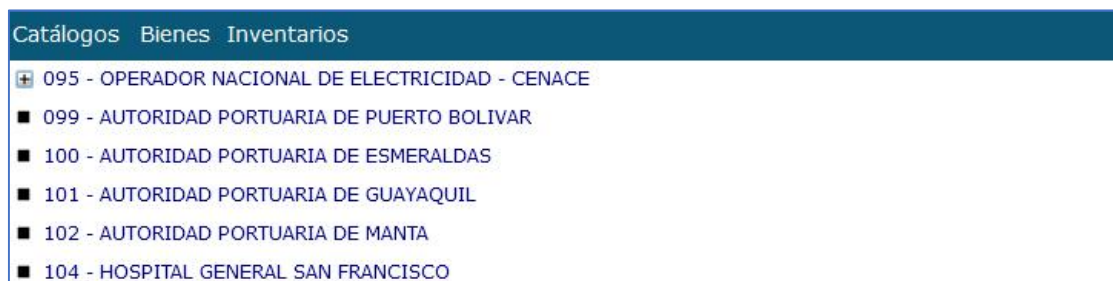 Catálogos Bienes Inventarios
095 - OPERADOR NACIONAL DE ELECTRICIDAD - CENACE
099 - AUTORIDAD PORTUARIA DE PUERTO BOLIVAR
100 - AUTORIDAD PORTUARIA DE ESMERALDAS
101 - AUTORIDAD PORTUARIA DE GUAYAQUIL
102 - AUTORIDAD PORTUARIA DE MANTA
104 - HOSPITAL GENERAL SAN FRANCISCO